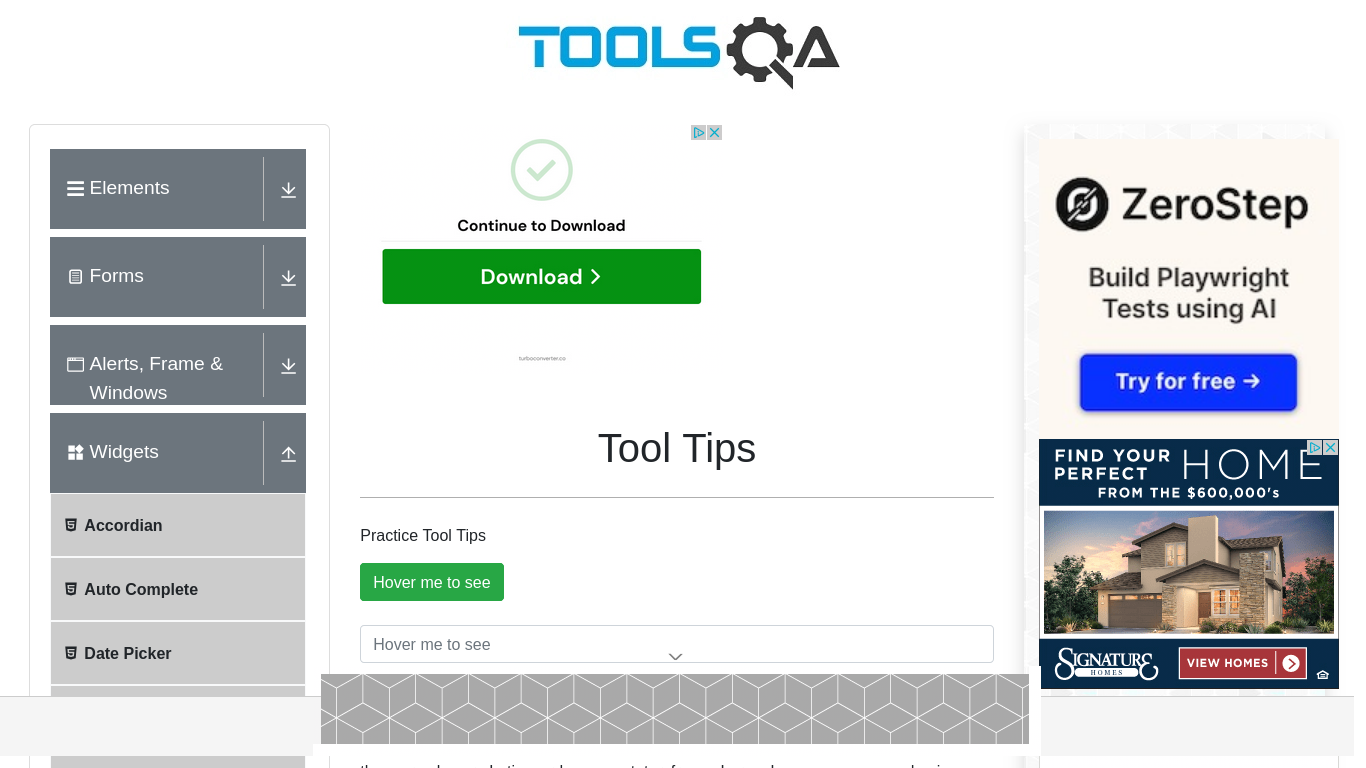 TOOLSQA
Elements
Forms
Alerts, Frame &
Windows
Widgets
Accordian
Auto Complete
Date Picker
Continue to Download
Download
turboconverter.co
Tool Tips
Practice Tool Tips
Hover me to see
Hover me to see
ZeroStep
Build Playwright
Tests using AI
Try for free →
FIND YOUR
PERFECT
HOME
FROM THE $600,000's
SIGNATURE
HOMES
VIEW HOMES